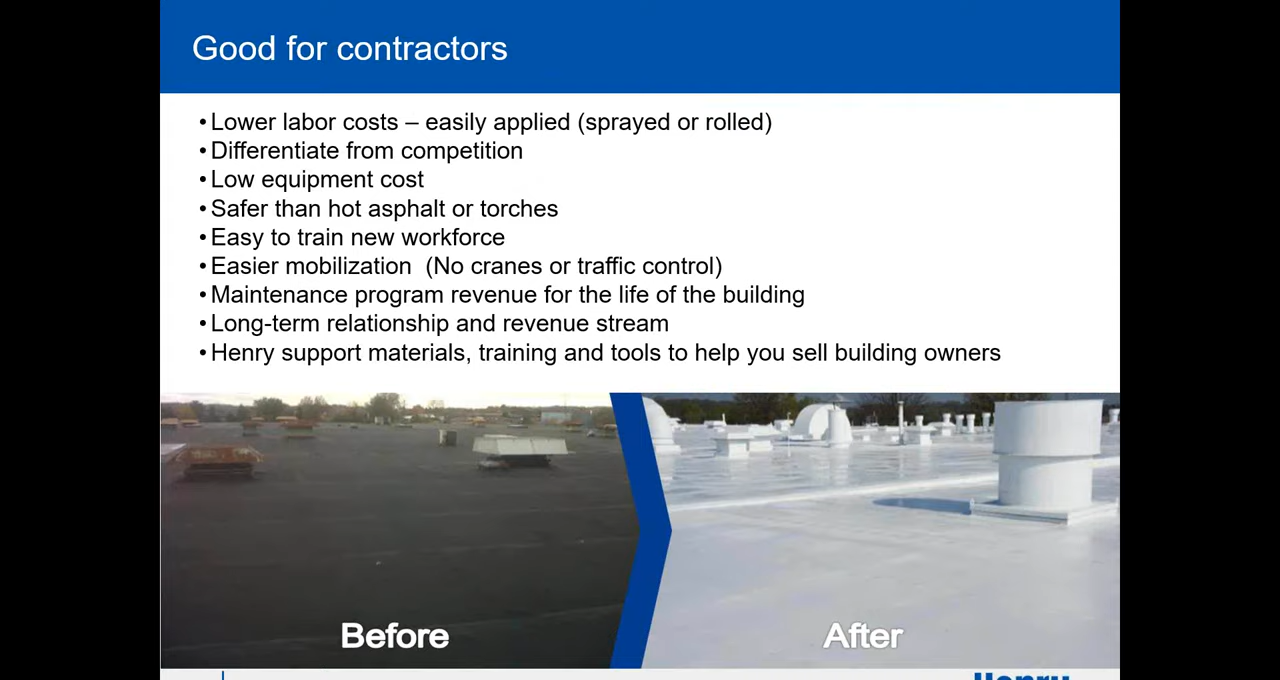 Good for contractors
•Lower labor costs – easily applied (sprayed or rolled)
•Differentiate from competition
•Low equipment cost
•Safer than hot asphalt or torches
•Easy to train new workforce
•Easier mobilization  (No cranes or traffic control)
•Maintenance program revenue for the life of the building
•Long-term relationship and revenue stream
•Henry support materials, training and tools to help you sell building owners
Before
After
Henry